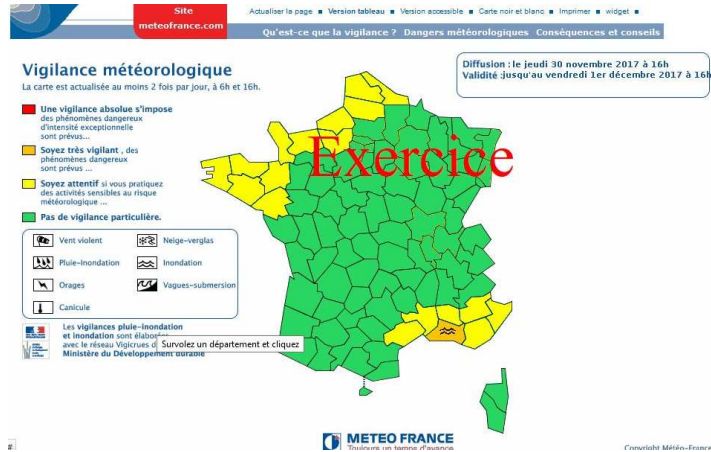 Site
meteofrance.com
Actualiser la page ■ Version tableau ■ Version accessible ■ Carte noir et blanc ■ Imprimer ■ widget ■
Qu'est-ce que la vigilance ? Dangers météorologiques Conséquences et conseils
Vigilance météorologique
La carte est actualisée au moins 2 fois par jour, à 6h et 16h.
Diffusion : le jeudi 30 novembre 2017 à 16h
Validité :jusqu'au vendredi 1er décembre 2017 à 16h
Une vigilance absolue s'impose
des phénomènes dangereux
d'intensité exceptionnelle
sont prévus...
Soyez très vigilant , des
phénomènes dangereux
sont prévus ...
Soyez attentif si vous pratiquez
des activités sensibles au risque
météorologique ...
Pas de vigilance particulière.
Exercice
Vent violent
Neige-verglas
Pluie-Inondation
Inondation
Orages
Vagues-submersion
Canicule
Les vigilances pluie-inondation
et inondation sont élaborées
avec le réseau Vigicrues d
Ministère du Développement durable
Survolez un département et cliquez
METEO FRANCE
Toujours un temps d'avance
Copyright Météo-France